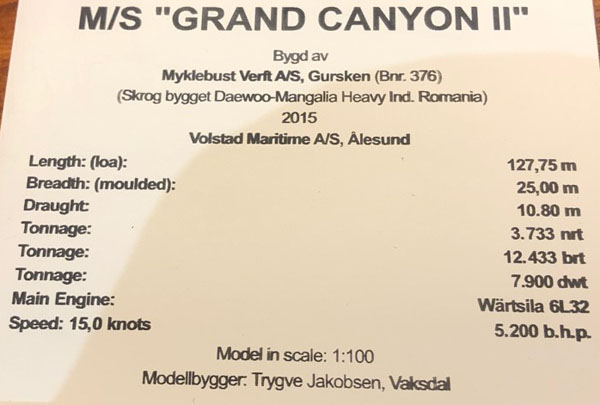 M/S "GRAND CANYON II"
Bygd av
Myklebust Verft A/S, Gursken (Bnr. 376)
(Skrog bygget Daewoo-Mangalia Heavy Ind. Romania)
2015
Volstad Maritime A/S, Ålesund
Length: (loa): 127,75 m
Breadth: (moulded): 25,00 m
Draught: 10.80 m
Tonnage: 3.733 nrt
Tonnage: 12.433 brt
Tonnage: 7.900 dwt
Main Engine: Wärtsila 6L32
Speed: 15,0 knots 5.200 b.h.p.
Model in scale: 1:100
Modellbygger: Trygve Jakobsen, Vaksdal